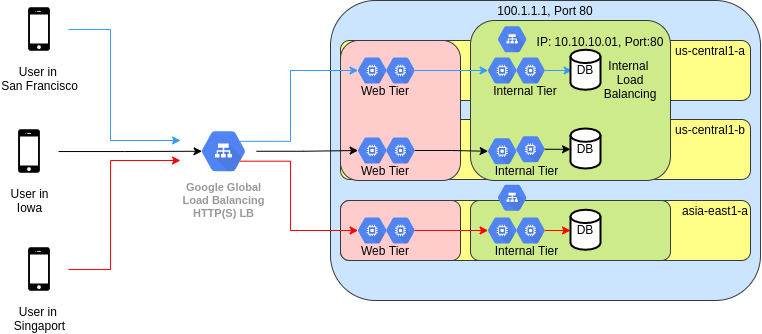 100.1.1.1, Port 80
IP: 10.10.10.01, Port:80
us-central1-a
User in
San Francisco
Web Tier
Internal Tier
DB
Internal
Load
Balancing
us-central1-b
User in
Iowa
Google Global
Load Balancing
HTTP(S) LB
Web Tier
Internal Tier
DB
asia-east1-a
Web Tier
Internal Tier
DB
User in
Singaport